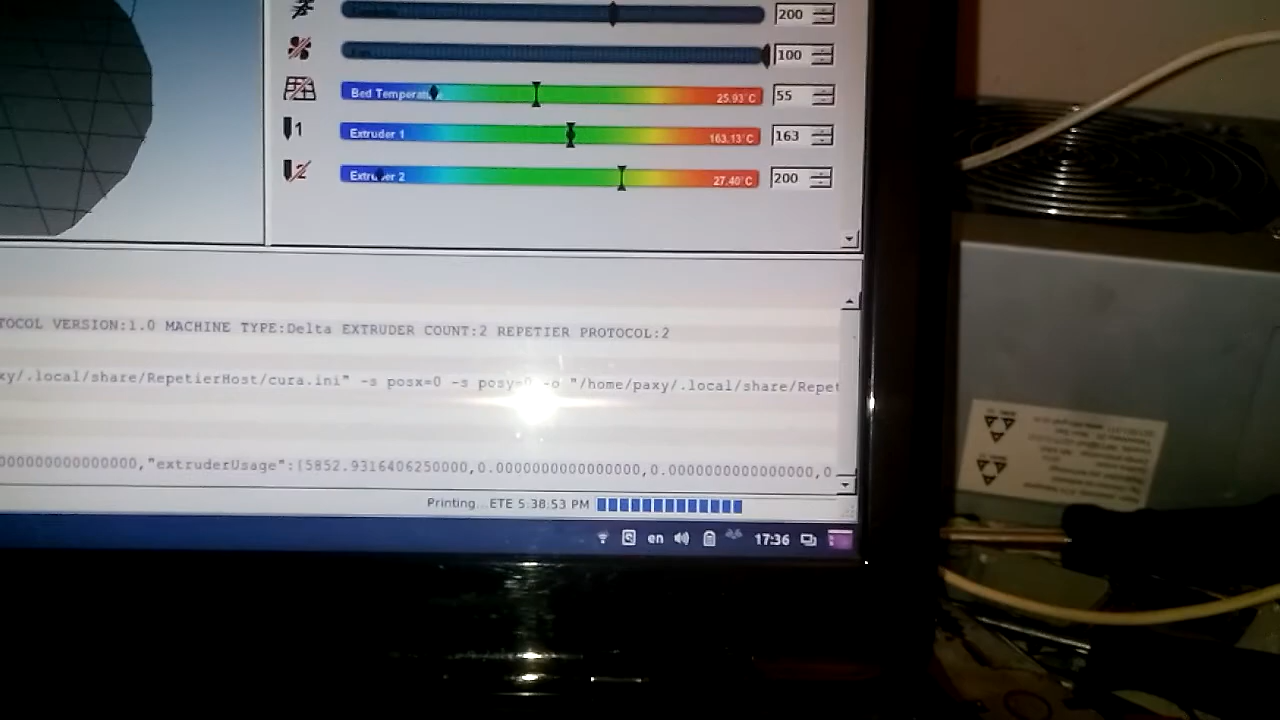 200
100
Bed Temperatu 25.93°C 55
1 Extruder 1 163.13°C 163
2 Extruder 2 27.40°C 200
TOCOL VERSION:1.0 MACHINE TYPE:Delta EXTRUDER COUNT:2 REPETIER PROTOCOL:2
xy/.local/share/RepetierHost/cura.ini" -s posx=0 -s posy=0 -o "/home/paxy/.local/share/Repet
000000000000000,"extruderUsage":[5852.9316406250000,0.0000000000000000,0.0000000000000000,0
Printing...ETE 5:38:53 PM
en 17:36